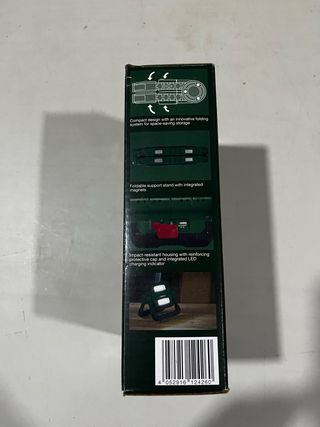 Compact design with an innovative folding
system for space-saving storage
Foldable support stand with integrated
magnets
Impact-resistant housing with reinforcing
protective cap and integrated LED
charging indicator
4 052916 124260